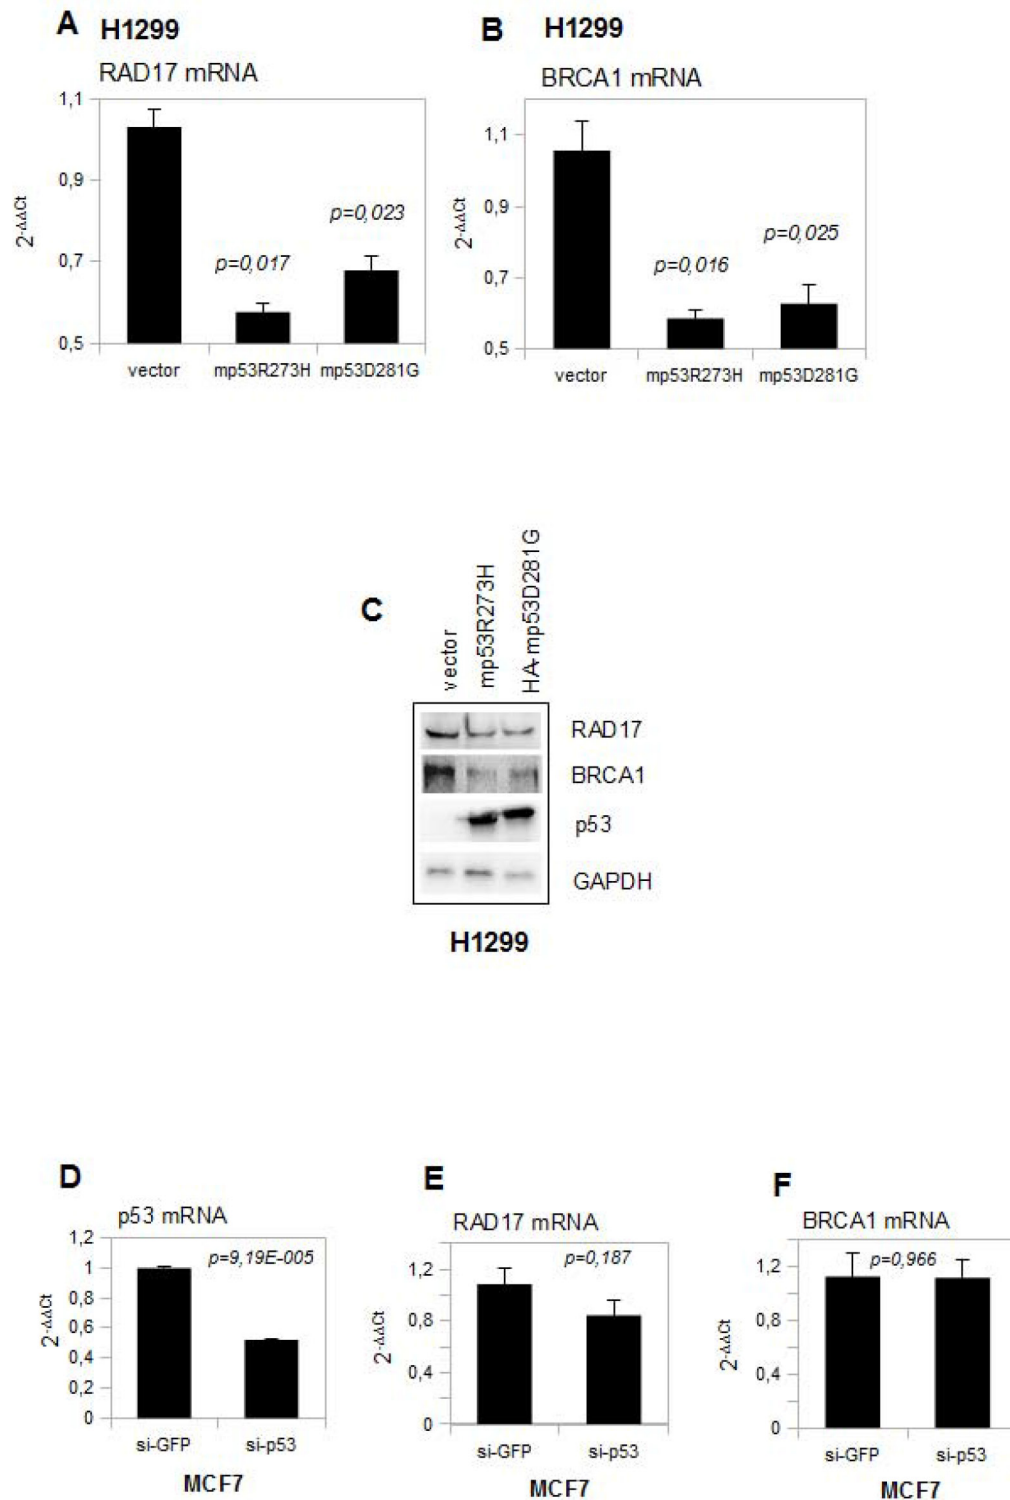 A H1299
RAD17 mRNA
1,1
0,9
0,7
0,5
2-ΔΔCt
p=0,017
p=0,023
vector mp53R273H mp53D281G
B H1299
BRCA1 mRNA
1,1
0,9
0,7
0,5
2-ΔΔCt
p=0,016
p=0,025
vector mp53R273H mp53D281G
C
vector
mp53R273H
HA-mp53D281G
RAD17
BRCA1
p53
GAPDH
H1299
D
p53 mRNA
1,2
1
0,8
0,6
0,4
0,2
0
2-ΔΔCt
p=9,19E-005
si-GFP si-p53
MCF7
E
RAD17 mRNA
1,2
0,8
0,4
0
2-ΔΔCt
p=0,187
si-GFP si-p53
MCF7
F
BRCA1 mRNA
1,2
0,8
0,4
0
2-ΔΔCt
p=0,966
si-GFP si-p53
MCF7